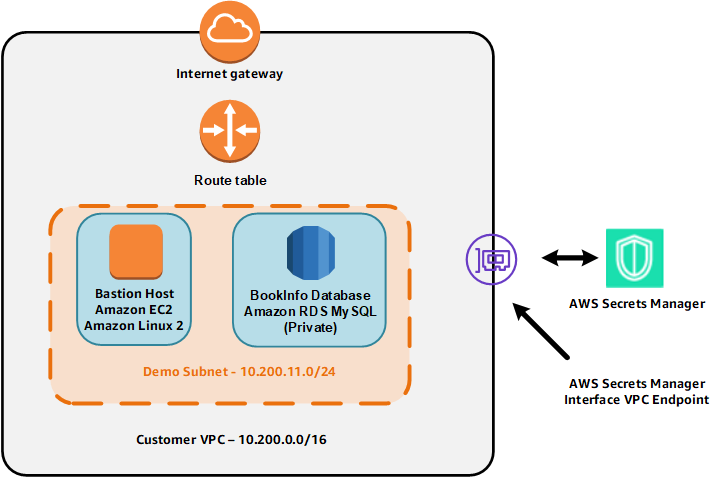 Internet gateway
Route table
Bastion Host
Amazon EC2
Amazon Linux 2
BookInfo Database
Amazon RDS My SQL
(Private)
Demo Subnet - 10.200.11.0/24
Customer VPC – 10.200.0.0/16
AWS Secrets Manager
AWS Secrets Manager
Interface VPC Endpoint